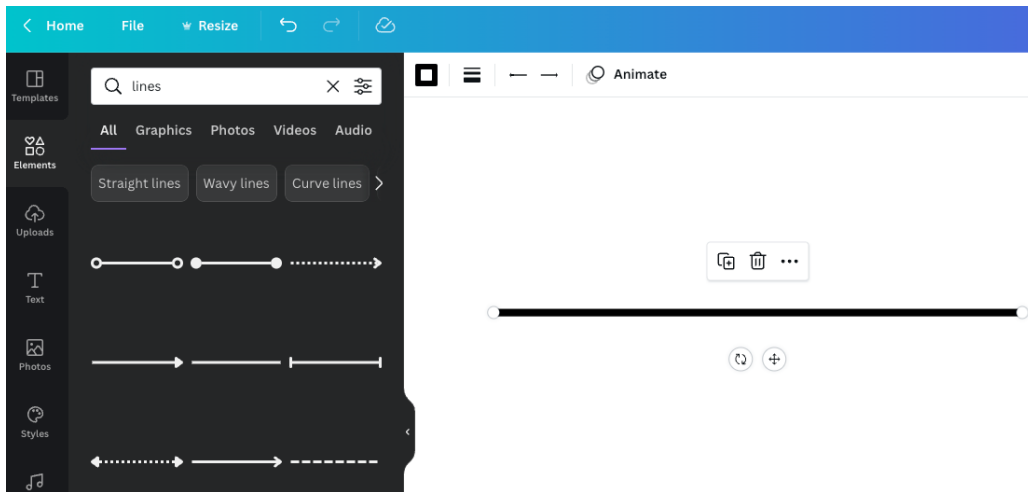 Home File Resize
Templates
Elements
Uploads
Text
Photos
Styles
lines
All Graphics Photos Videos Audio
Straight lines Wavy lines Curve lines
Animate